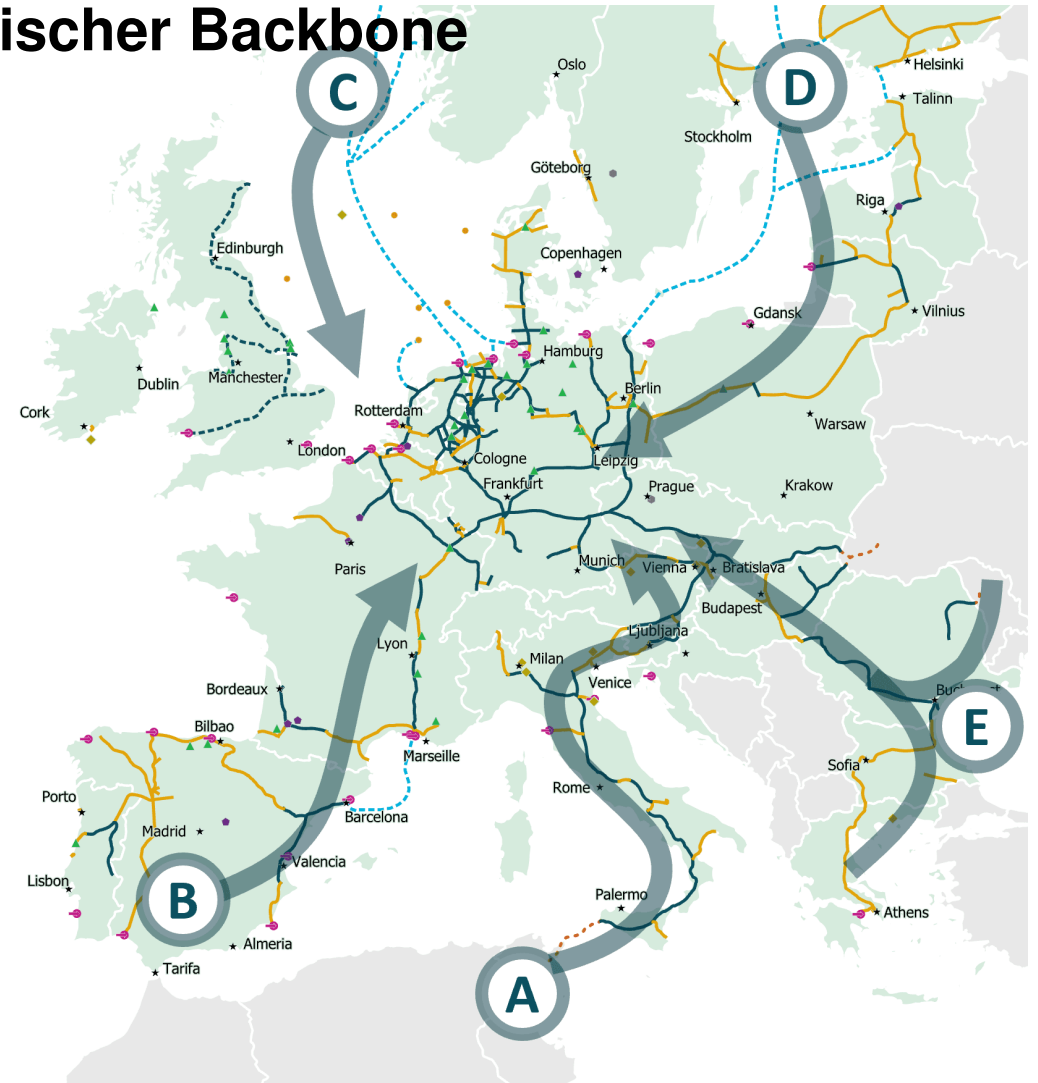 ischer Backbone
C
D
Oslo
Helsinki
Talinn
Stockholm
Göteborg
Riga
Edinburgh
Copenhagen
Gdansk
Vilnius
Hamburg
Manchester
Dublin
Berlin
Cork
Rotterdam
Warsaw
London
Cologne
Leipzig
Frankfurt
Prague
Krakow
Paris
Munich
Vienna
Bratislava
Budapest
Ljubljana
Lyon
Milan
Venice
Bordeaux
E
Bilbao
Marseille
Sofia
Rome
Porto
Barcelona
Madrid
Valencia
Lisbon
B
Palermo
Athens
Almeria
Tarifa
A